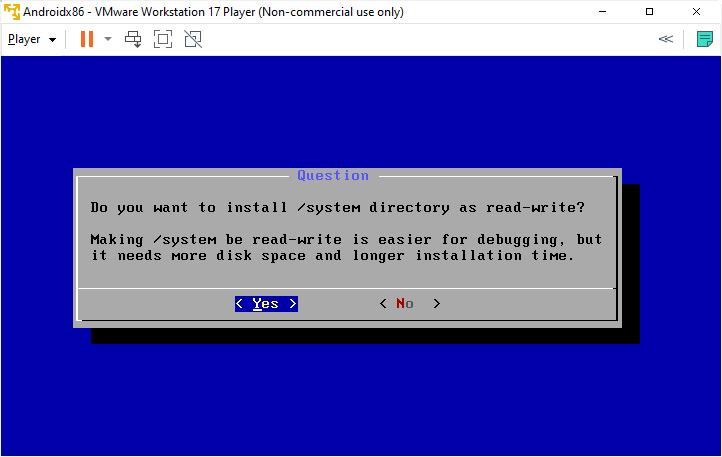 Androidx86 - VMware Workstation 17 Player (Non-commercial use only)
Player
Question
Do you want to install /system directory as read-write?
Making /system be read-write is easier for debugging, but
it needs more disk space and longer installation time.
< Yes > < No >